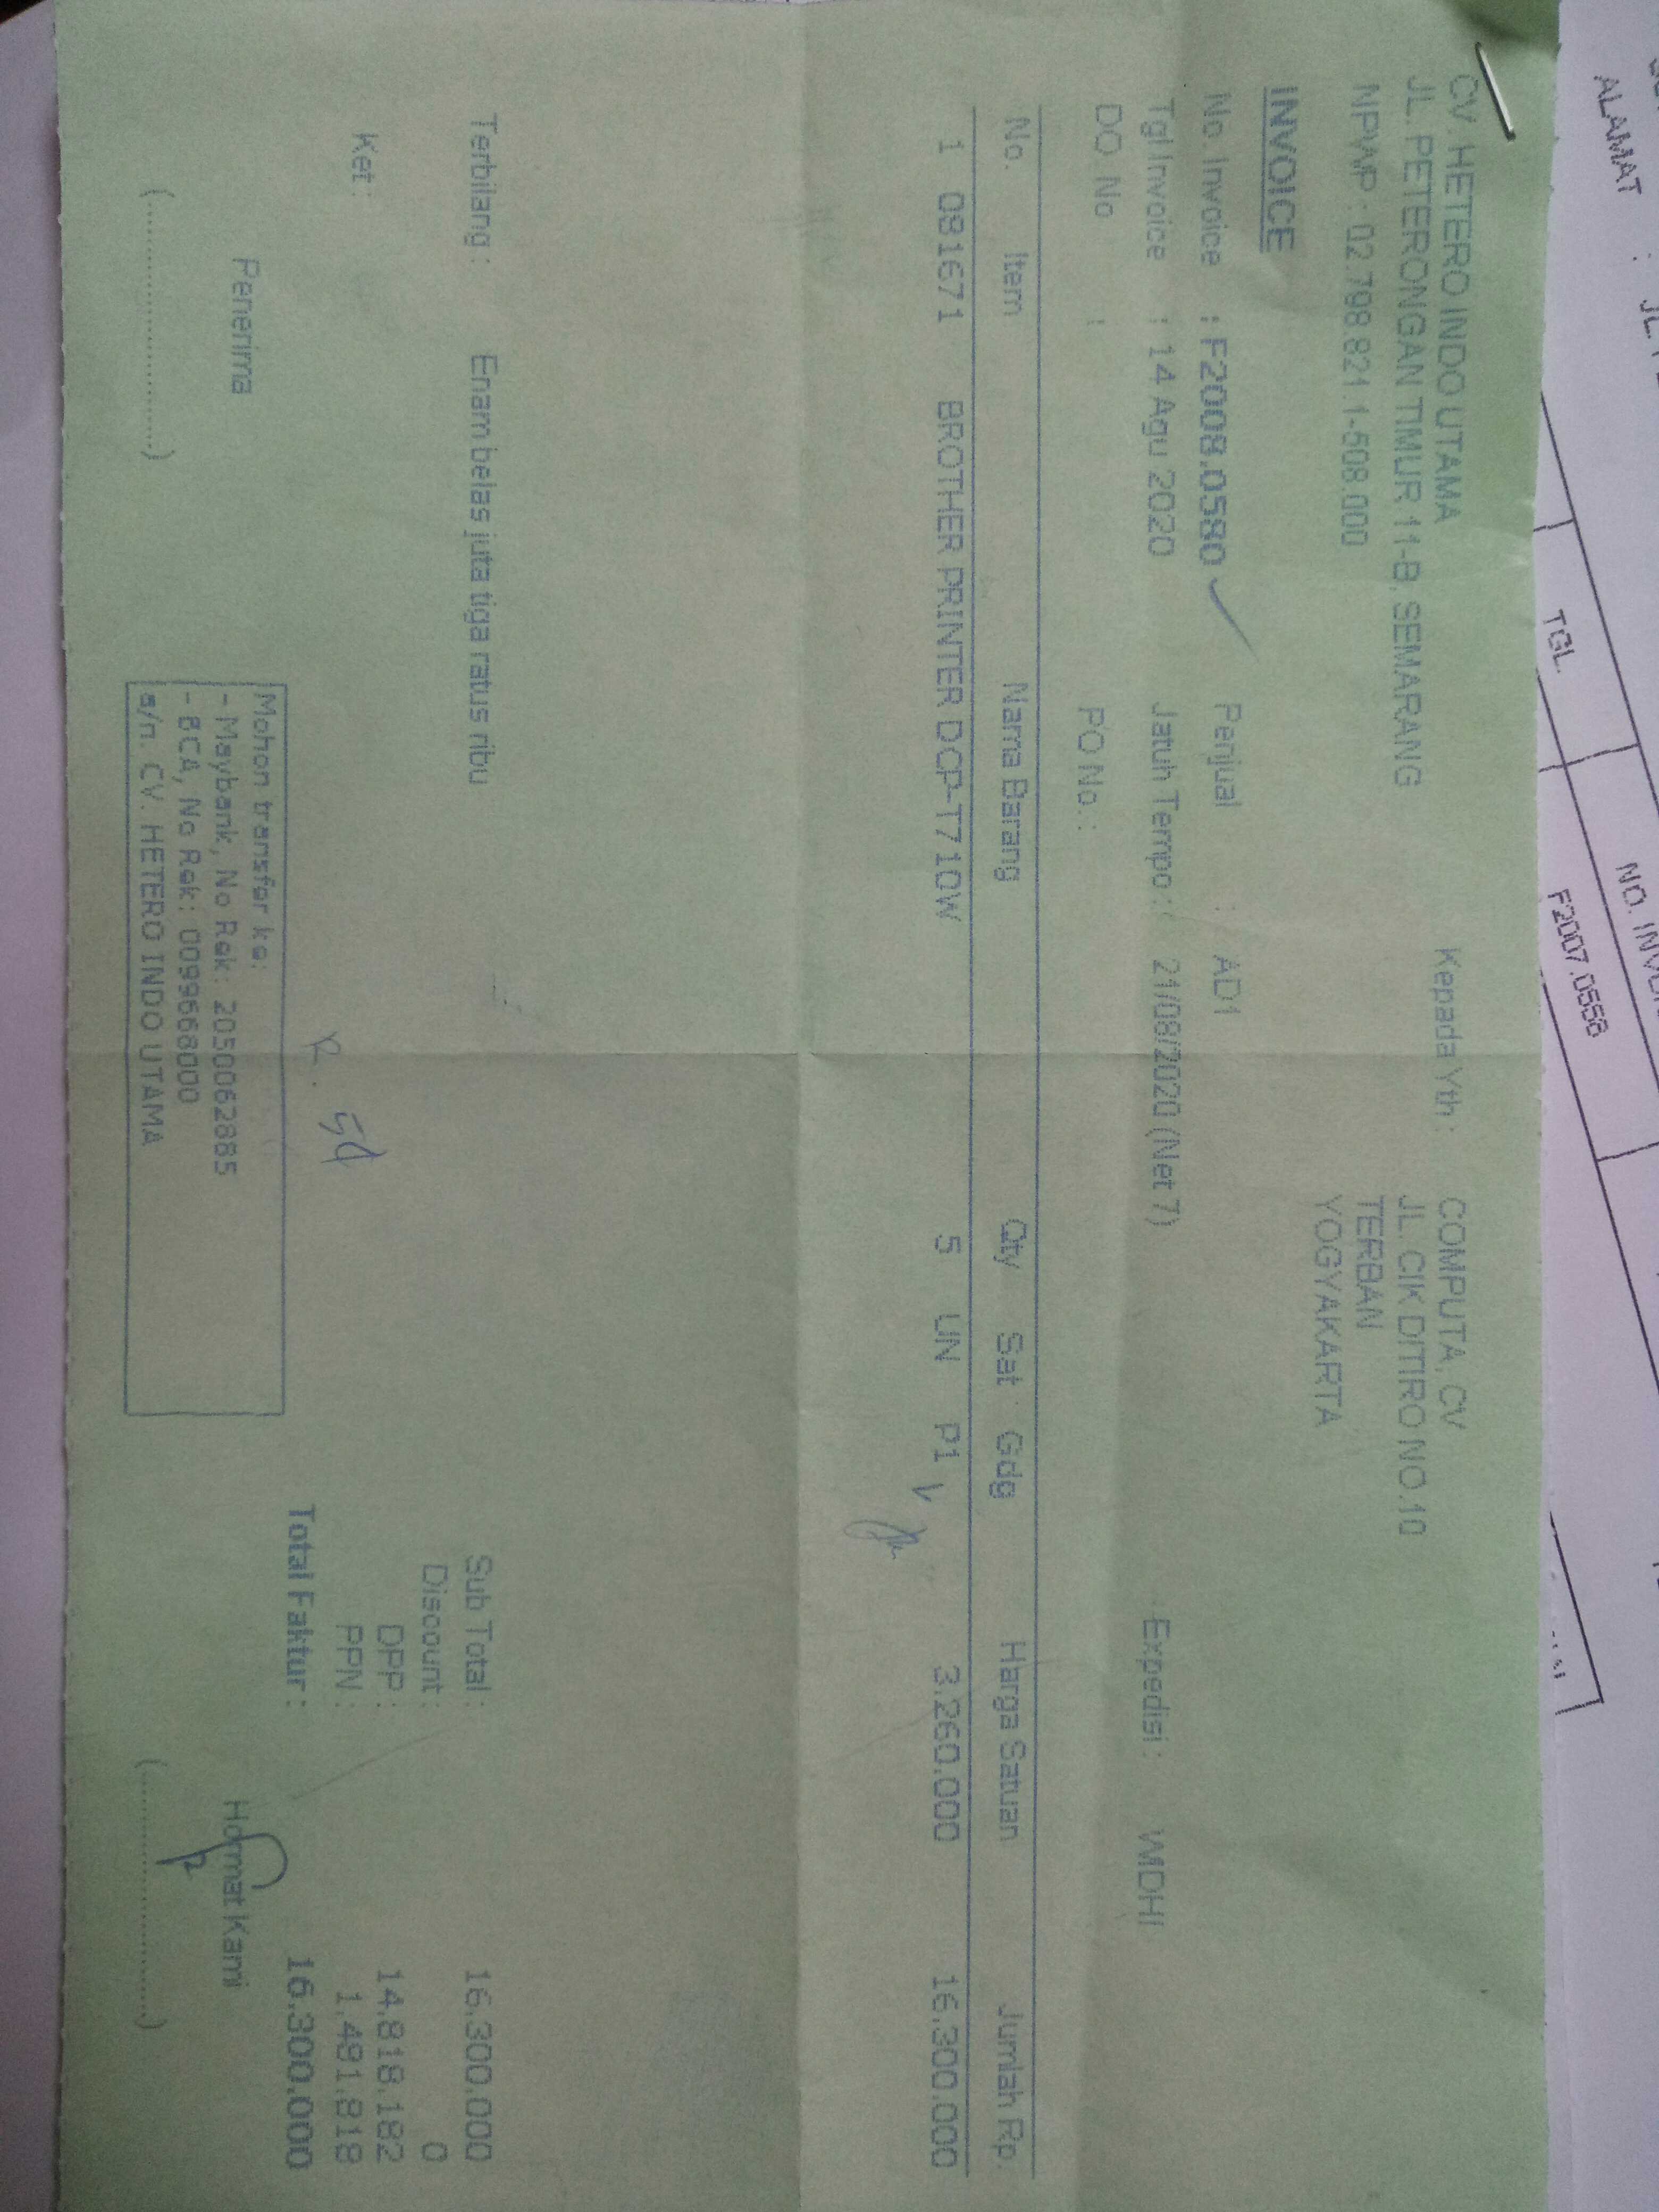 CV. HETERO INDO UTAMA
JL. PETERONGAN TIMUR 11-B, SEMARANG
NPWP : 02.798.821.1-508.000
Kepada Yth : COMPUTA, CV
JL. CIK DITIRO NO.10
TERBAN
YOGYAKARTA
INVOICE
No. Invoice : F2008.0580 Penjual : AD1
Tgl Invoice : 14 Agu 2020 Jatuh Tempo : 21/08/2020 (Net 7) Expedisi : WIDHI
DO No : PO No. :
No. Item Nama Barang Qty Sat Gdg Harga Satuan Jumlah Rp.
1 081671 BROTHER PRINTER DCP-T710W 5 UN P1 3.260.000 16.300.000
Terbilang : Enam belas juta tiga ratus ribu
Sub Total : 16.300.000
Discount : 0
DPP : 14.818.182
PPN : 1.481.818
Total Faktur : 16.300.000
Ket :
Penerima
(....................)
Mohon transfer ke:
- Maybank, No Rek: 2050062885
- BCA, No Rek: 0099668000
a/n. CV. HETERO INDO UTAMA
Hormat Kami
(....................)
ALAMAT :
TGL.
F2007.0558